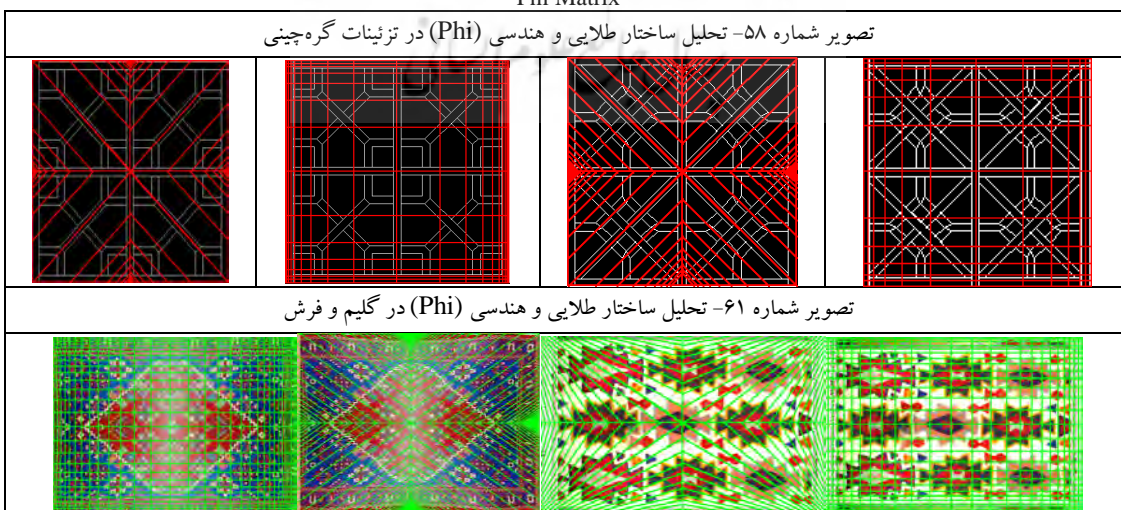 Phi Matrix
تصویر شماره ۵۸- تحلیل ساختار طلایی و هندسی (Phi) در تزئینات گره‌چینی
تصویر شماره ۶۱- تحلیل ساختار طلایی و هندسی (Phi) در گلیم و فرش